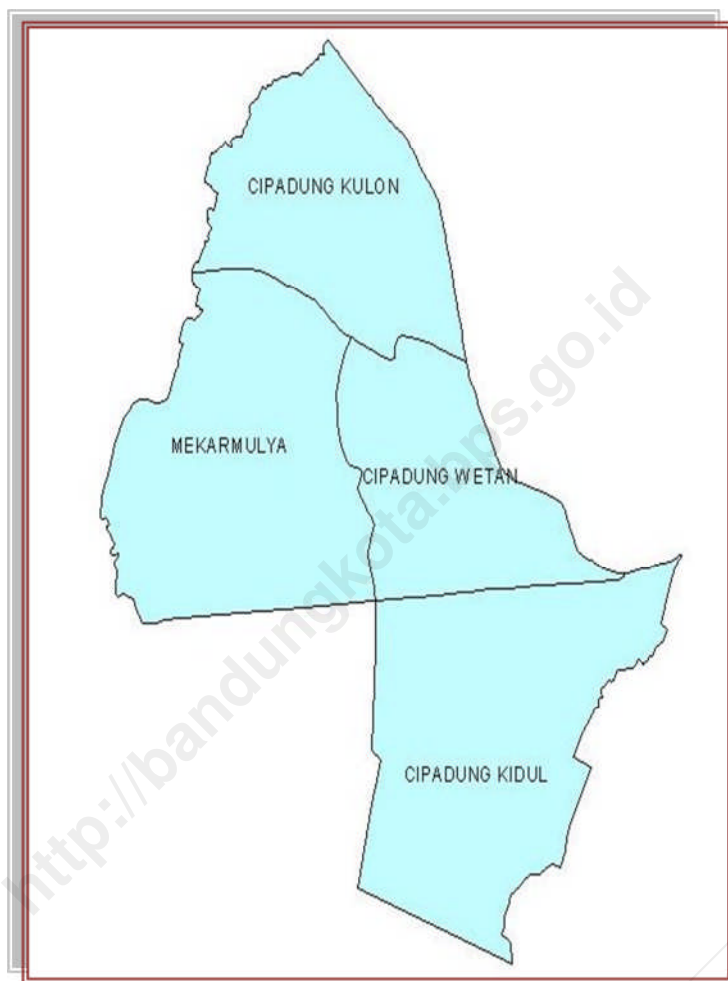 CIPADUNG KULON
MEKARMULYA
CIPADUNG WETAN
CIPADUNG KIDUL
http://bandungkota.bps.go.id